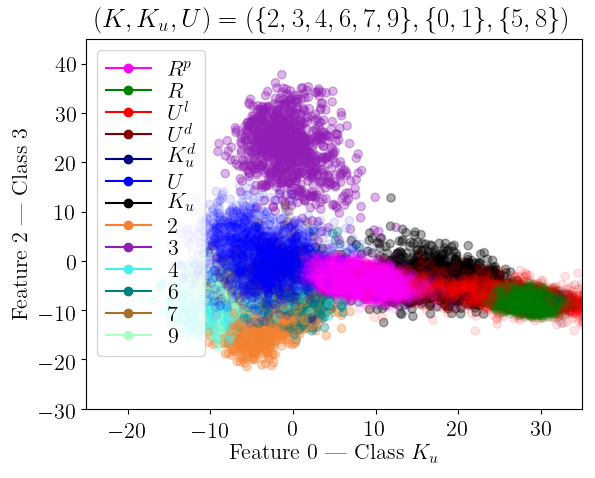 (K, K_u, U) = ({2, 3, 4, 6, 7, 9}, {0, 1}, {5, 8})
Feature 2 — Class 3
40
30
20
10
0
−10
−20
−30
R^p
R
U^l
U^d
K_u^d
U
K_u
2
3
4
6
7
9
−20 −10 0 10 20 30
Feature 0 — Class K_u